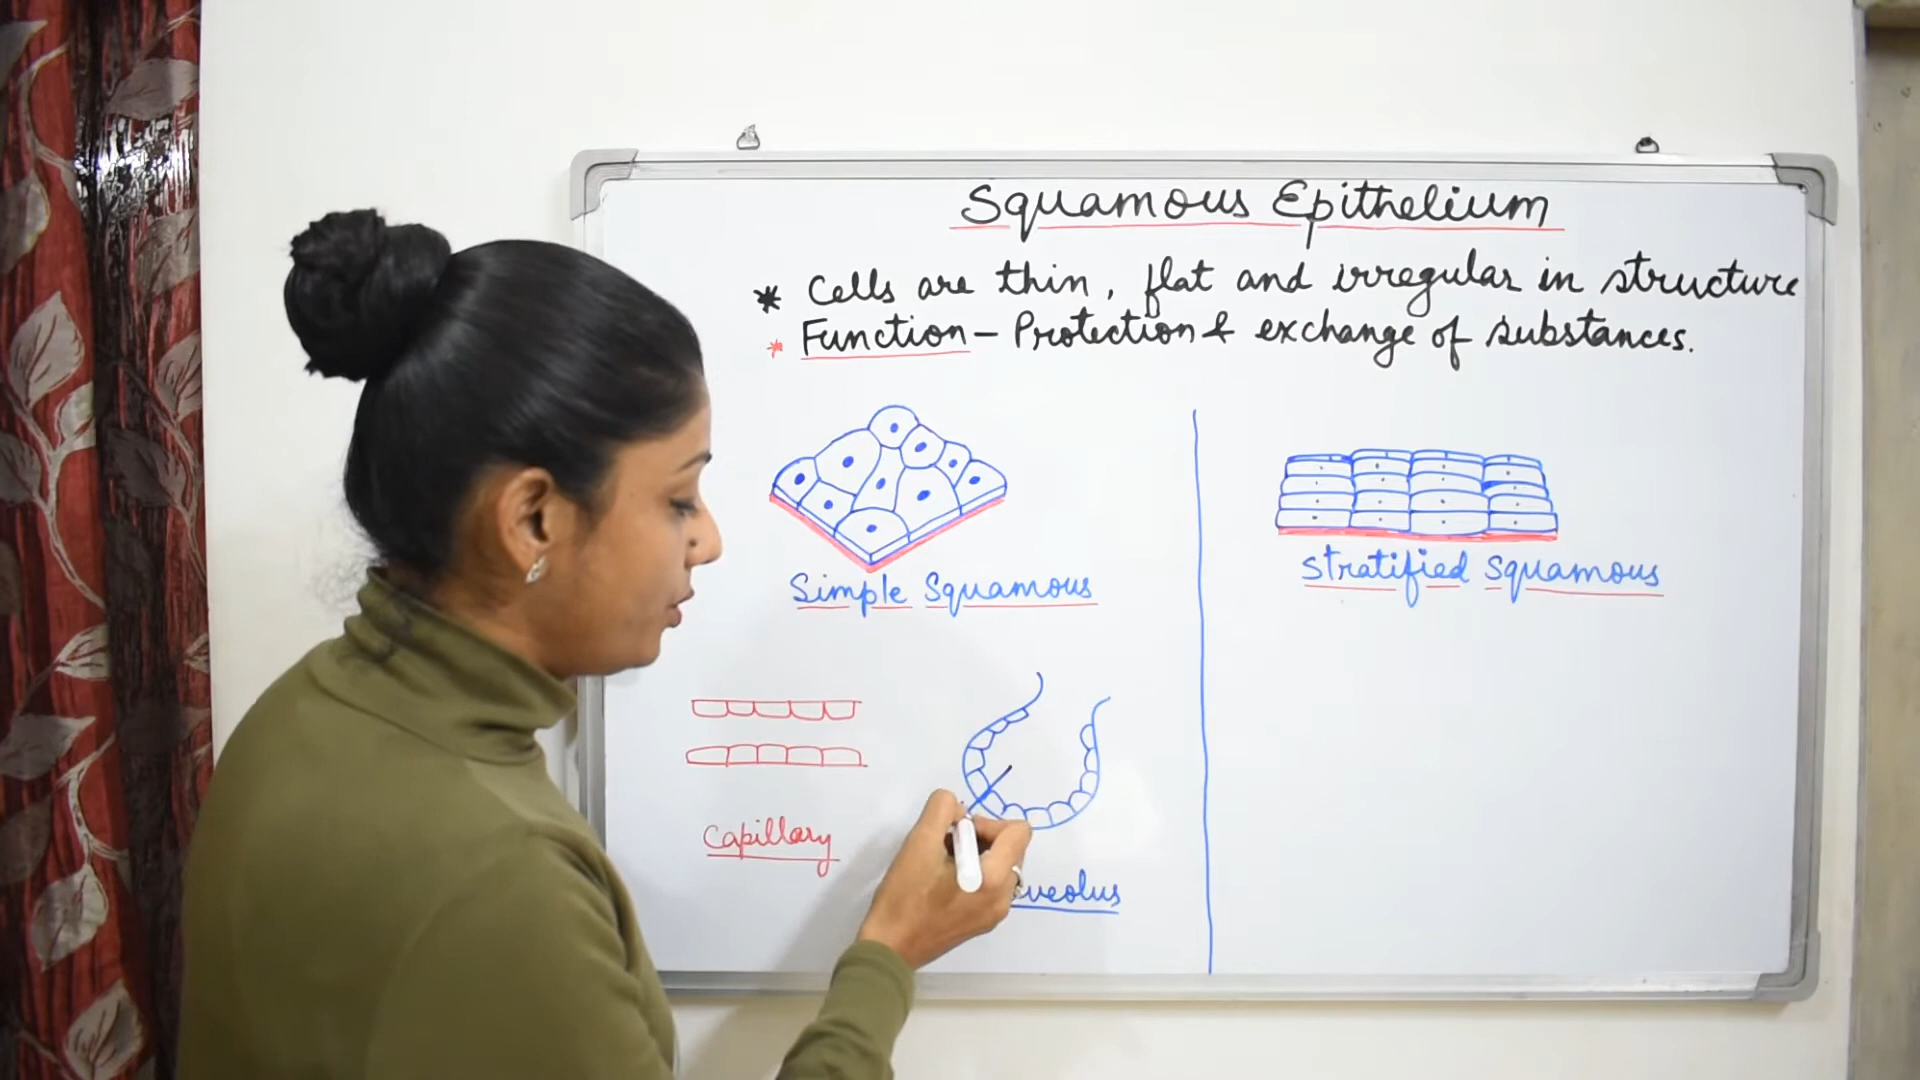 Squamous Epithelium
* Cells are thin, flat and irregular in structure
* Function - Protection & exchange of substances.
Simple Squamous
Stratified Squamous
Capillary
veolus